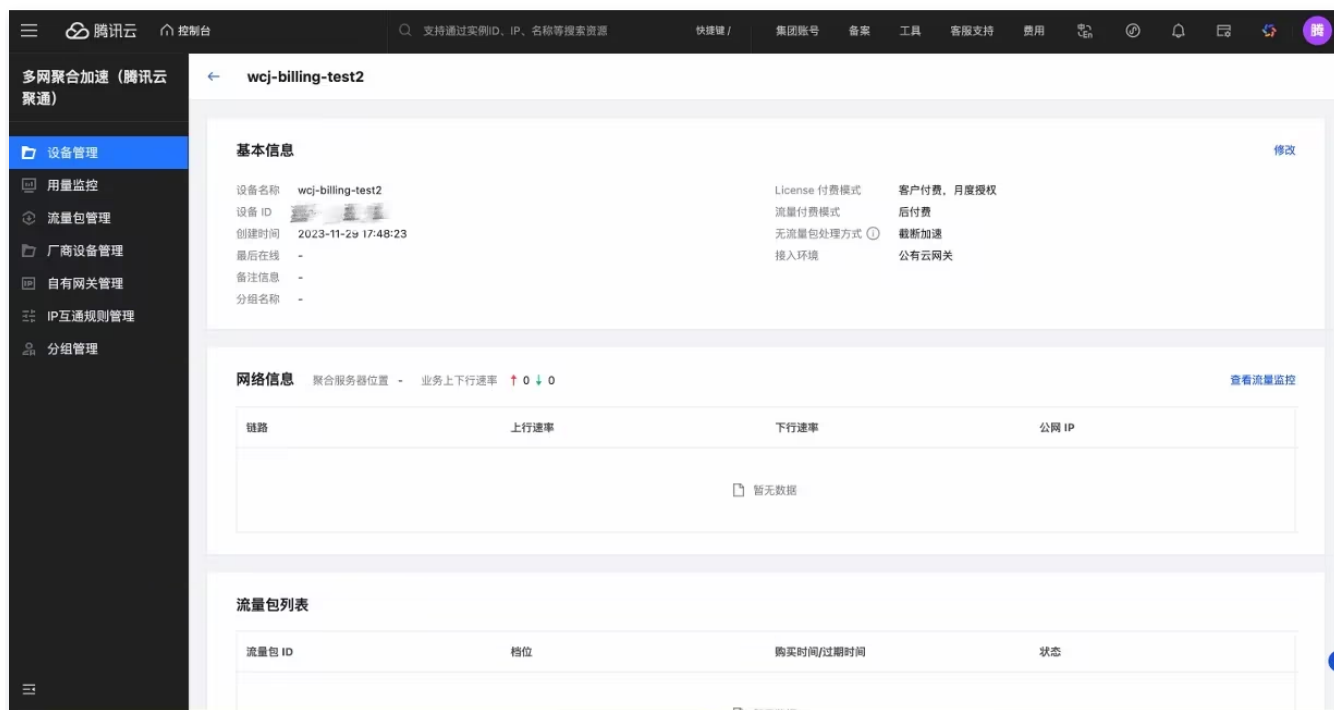 腾讯云 控制台 支持通过实例ID、IP、名称等搜索资源 快捷键 / 集团账号 备案 工具 客服支持 费用 中En 腾
多网聚合加速（腾讯云
聚通）
设备管理
用量监控
流量包管理
厂商设备管理
自有网关管理
IP互通规则管理
分组管理
← wcj-billing-test2
基本信息 修改
设备名称 wcj-billing-test2
设备 ID
创建时间 2023-11-29 17:48:23
最后在线 -
备注信息 -
分组名称 -
License 付费模式 客户付费，月度授权
流量付费模式 后付费
无流量包处理方式 截断加速
接入环境 公有云网关
网络信息 聚合服务器位置 - 业务上下行速率 ↑ 0 ↓ 0 查看流量监控
链路 上行速率 下行速率 公网 IP
暂无数据
流量包列表
流量包 ID 档位 购买时间/过期时间 状态